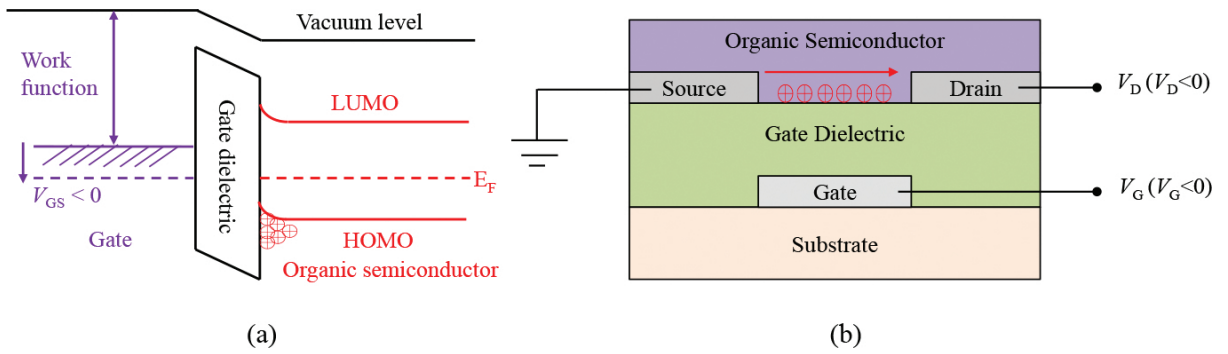 Vacuum level
Work
function
LUMO
Gate dielectric
E_F
V_GS < 0
Gate
HOMO
Organic semiconductor
(a)
Organic Semiconductor
Source
Drain
V_D (V_D<0)
Gate Dielectric
Gate
V_G (V_G<0)
Substrate
(b)